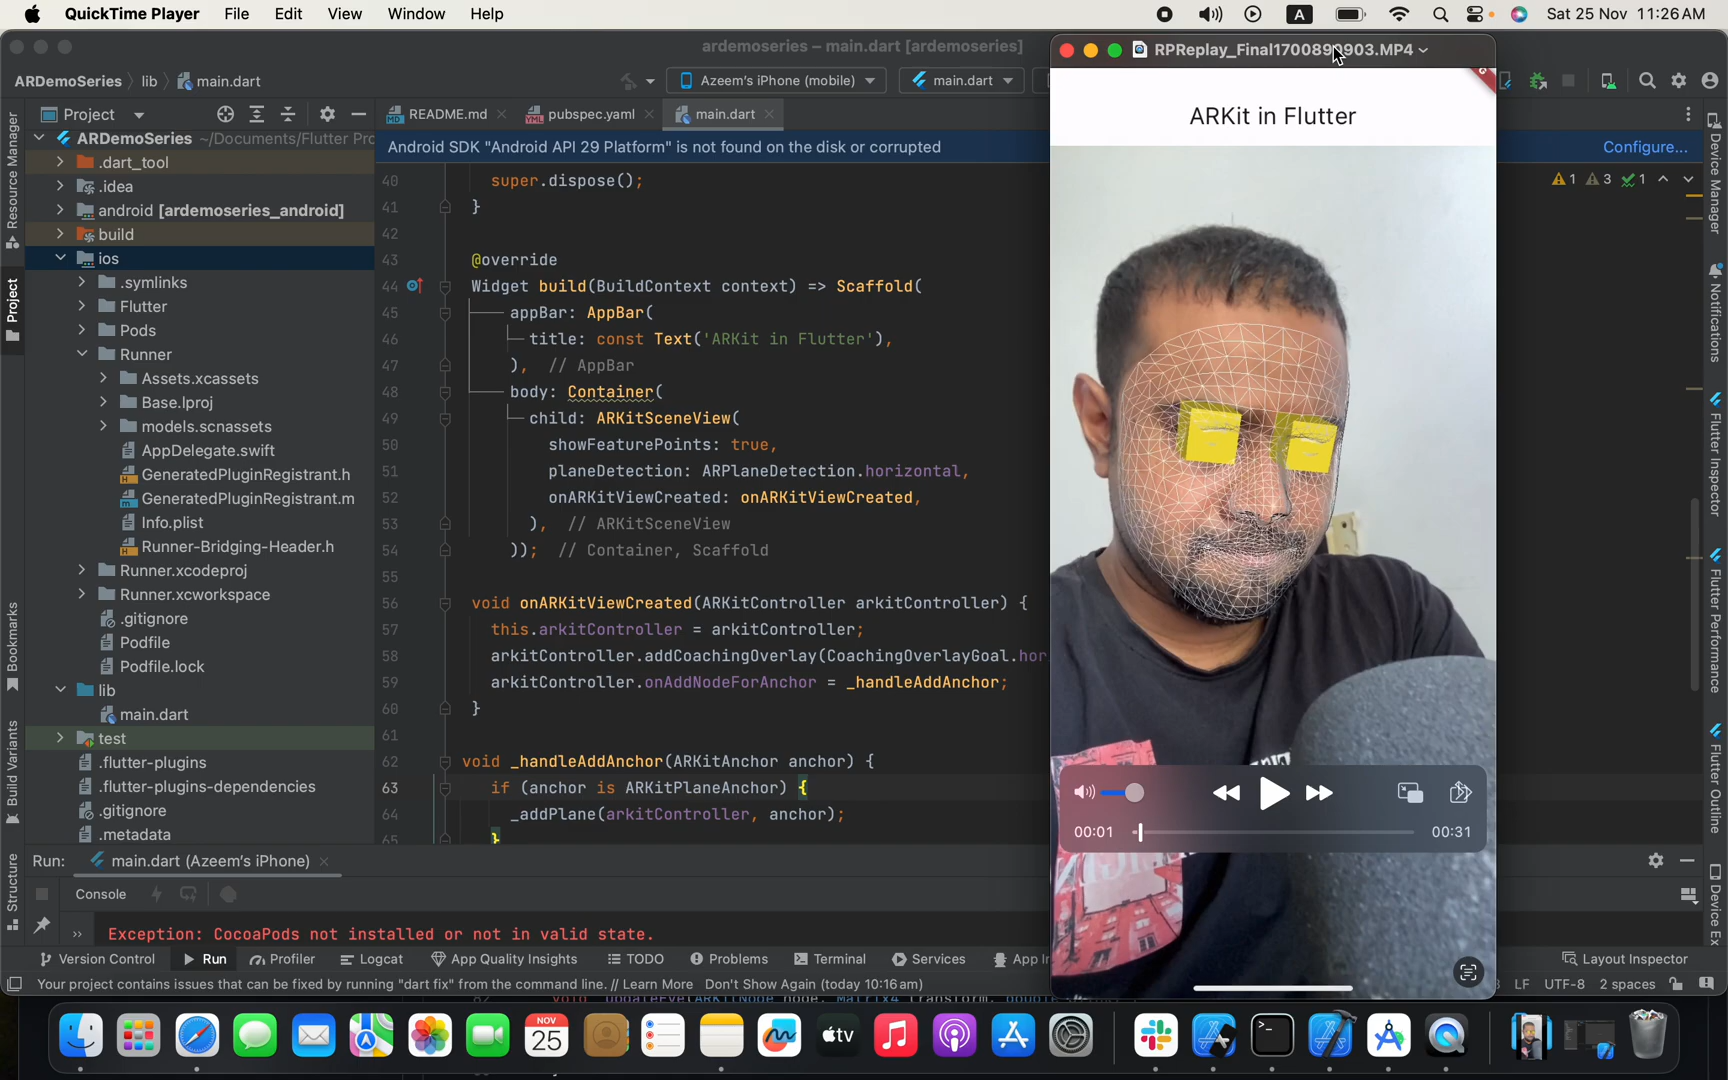 QuickTime Player File Edit View Window Help
A Sat 25 Nov 11:26 AM
ardemoseries – main.dart [ardemoseries]
RPReplay_Final1700890903.MP4
ARDemoSeries lib main.dart
Azeem's iPhone (mobile) main.dart
Project
README.md pubspec.yaml main.dart
ARDemoSeries ~/Documents/Flutter Pro
Android SDK "Android API 29 Platform" is not found on the disk or corrupted
Configure...
.dart_tool
.idea
android [ardemoseries_android]
build
ios
.symlinks
Flutter
Pods
Runner
Assets.xcassets
Base.lproj
models.scnassets
AppDelegate.swift
GeneratedPluginRegistrant.h
GeneratedPluginRegistrant.m
Info.plist
Runner-Bridging-Header.h
Runner.xcodeproj
Runner.xcworkspace
.gitignore
Podfile
Podfile.lock
lib
main.dart
test
.flutter-plugins
.flutter-plugins-dependencies
.gitignore
.metadata
1 3 1
40 super.dispose();
41 }
42
43 @override
44 Widget build(BuildContext context) => Scaffold(
45 appBar: AppBar(
46 title: const Text('ARKit in Flutter'),
47 ), // AppBar
48 body: Container(
49 child: ARKitSceneView(
50 showFeaturePoints: true,
51 planeDetection: ARPlaneDetection.horizontal,
52 onARKitViewCreated: onARKitViewCreated,
53 ), // ARKitSceneView
54 )); // Container, Scaffold
55
56 void onARKitViewCreated(ARKitController arkitController) {
57 this.arkitController = arkitController;
58 arkitController.addCoachingOverlay(CoachingOverlayGoal.hor
59 arkitController.onAddNodeForAnchor = _handleAddAnchor;
60 }
61
62 void _handleAddAnchor(ARKitAnchor anchor) {
63 if (anchor is ARKitPlaneAnchor) {
64 _addPlane(arkitController, anchor);
65 }
ARKit in Flutter
00:01 00:31
Resource Manager
Project
Bookmarks
Build Variants
Structure
Device Manager
Notifications
Flutter Inspector
Flutter Performance
Flutter Outline
Device Ex
Run: main.dart (Azeem's iPhone)
Console
Exception: CocoaPods not installed or not in valid state.
Version Control Run Profiler Logcat App Quality Insights TODO Problems Terminal Services App In
Layout Inspector
Your project contains issues that can be fixed by running "dart fix" from the command line. // Learn More Don't Show Again (today 10:16 am)
LF UTF-8 2 spaces
NOV
25
tv